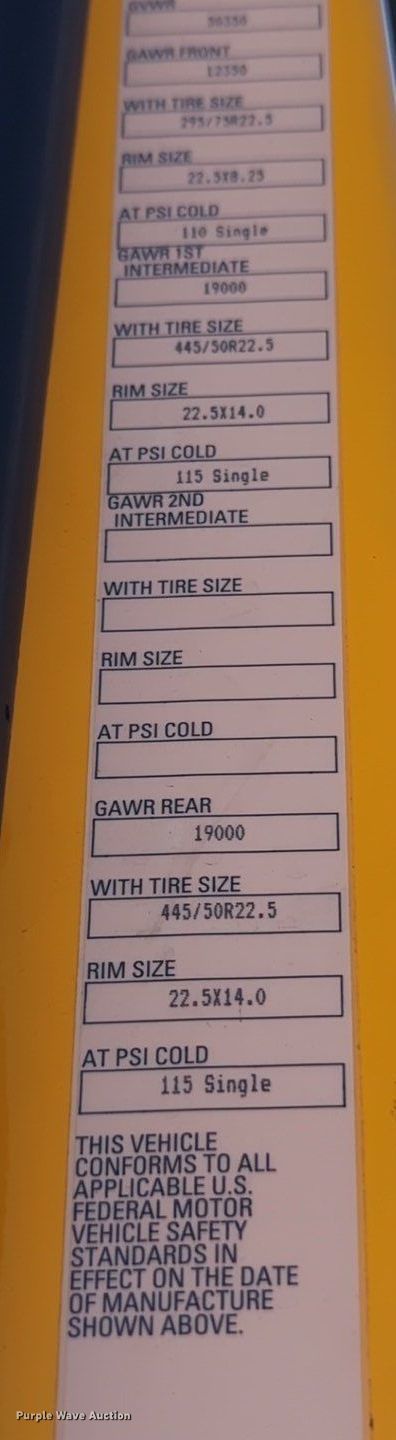 GVWR
50350
GAWR FRONT
12350
WITH TIRE SIZE
295/75R22.5
RIM SIZE
22.5X8.25
AT PSI COLD
110 Single
GAWR 1ST
INTERMEDIATE
19000
WITH TIRE SIZE
445/50R22.5
RIM SIZE
22.5X14.0
AT PSI COLD
115 Single
GAWR 2ND
INTERMEDIATE
WITH TIRE SIZE
RIM SIZE
AT PSI COLD
GAWR REAR
19000
WITH TIRE SIZE
445/50R22.5
RIM SIZE
22.5X14.0
AT PSI COLD
115 Single
THIS VEHICLE
CONFORMS TO ALL
APPLICABLE U.S.
FEDERAL MOTOR
VEHICLE SAFETY
STANDARDS IN
EFFECT ON THE DATE
OF MANUFACTURE
SHOWN ABOVE.
Purple Wave Auction